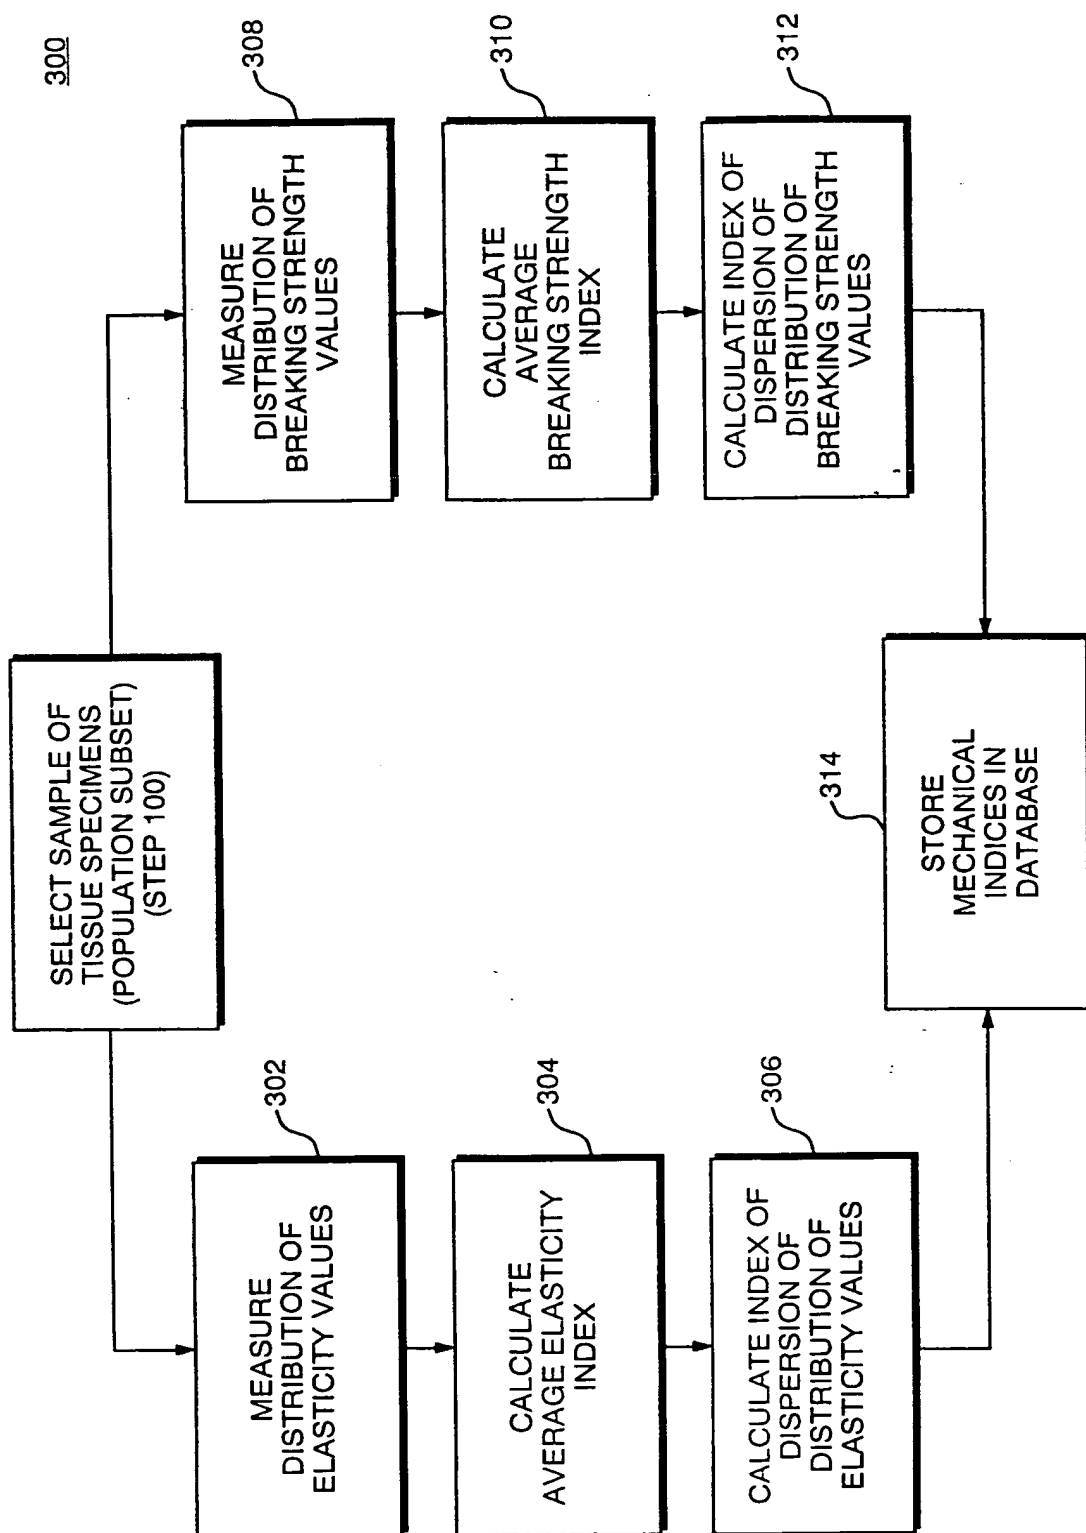 300
SELECT SAMPLE OF
TISSUE SPECIMENS
(POPULATION SUBSET)
(STEP 100)
302
MEASURE
DISTRIBUTION OF
ELASTICITY VALUES
304
CALCULATE
AVERAGE ELASTICITY
INDEX
306
CALCULATE INDEX OF
DISPERSION OF
DISTRIBUTION OF
ELASTICITY VALUES
308
MEASURE
DISTRIBUTION OF
BREAKING STRENGTH
VALUES
310
CALCULATE
AVERAGE
BREAKING STRENGTH
INDEX
312
CALCULATE INDEX OF
DISPERSION OF
DISTRIBUTION OF
BREAKING STRENGTH
VALUES
314
STORE
MECHANICAL
INDICES IN
DATABASE